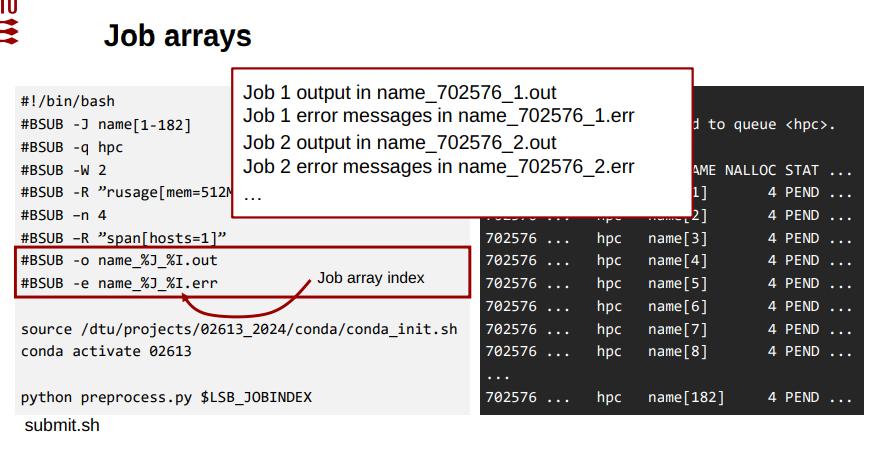 TU
Job arrays
#!/bin/bash
#BSUB -J name[1-182]
#BSUB -q hpc
#BSUB -W 2
#BSUB -R ”rusage[mem=512M
#BSUB –n 4
#BSUB –R ”span[hosts=1]”
#BSUB -o name_%J_%I.out
#BSUB -e name_%J_%I.err
source /dtu/projects/02613_2024/conda/conda_init.sh
conda activate 02613
python preprocess.py $LSB_JOBINDEX
submit.sh
Job array index
Job 1 output in name_702576_1.out
Job 1 error messages in name_702576_1.err
Job 2 output in name_702576_2.out
Job 2 error messages in name_702576_2.err
…
d to queue <hpc>.
AME NALLOC STAT ...
1] 4 PEND ...
702576 ... hpc name[2] 4 PEND ...
702576 ... hpc name[3] 4 PEND ...
702576 ... hpc name[4] 4 PEND ...
702576 ... hpc name[5] 4 PEND ...
702576 ... hpc name[6] 4 PEND ...
702576 ... hpc name[7] 4 PEND ...
702576 ... hpc name[8] 4 PEND ...
...
702576 ... hpc name[182] 4 PEND ...